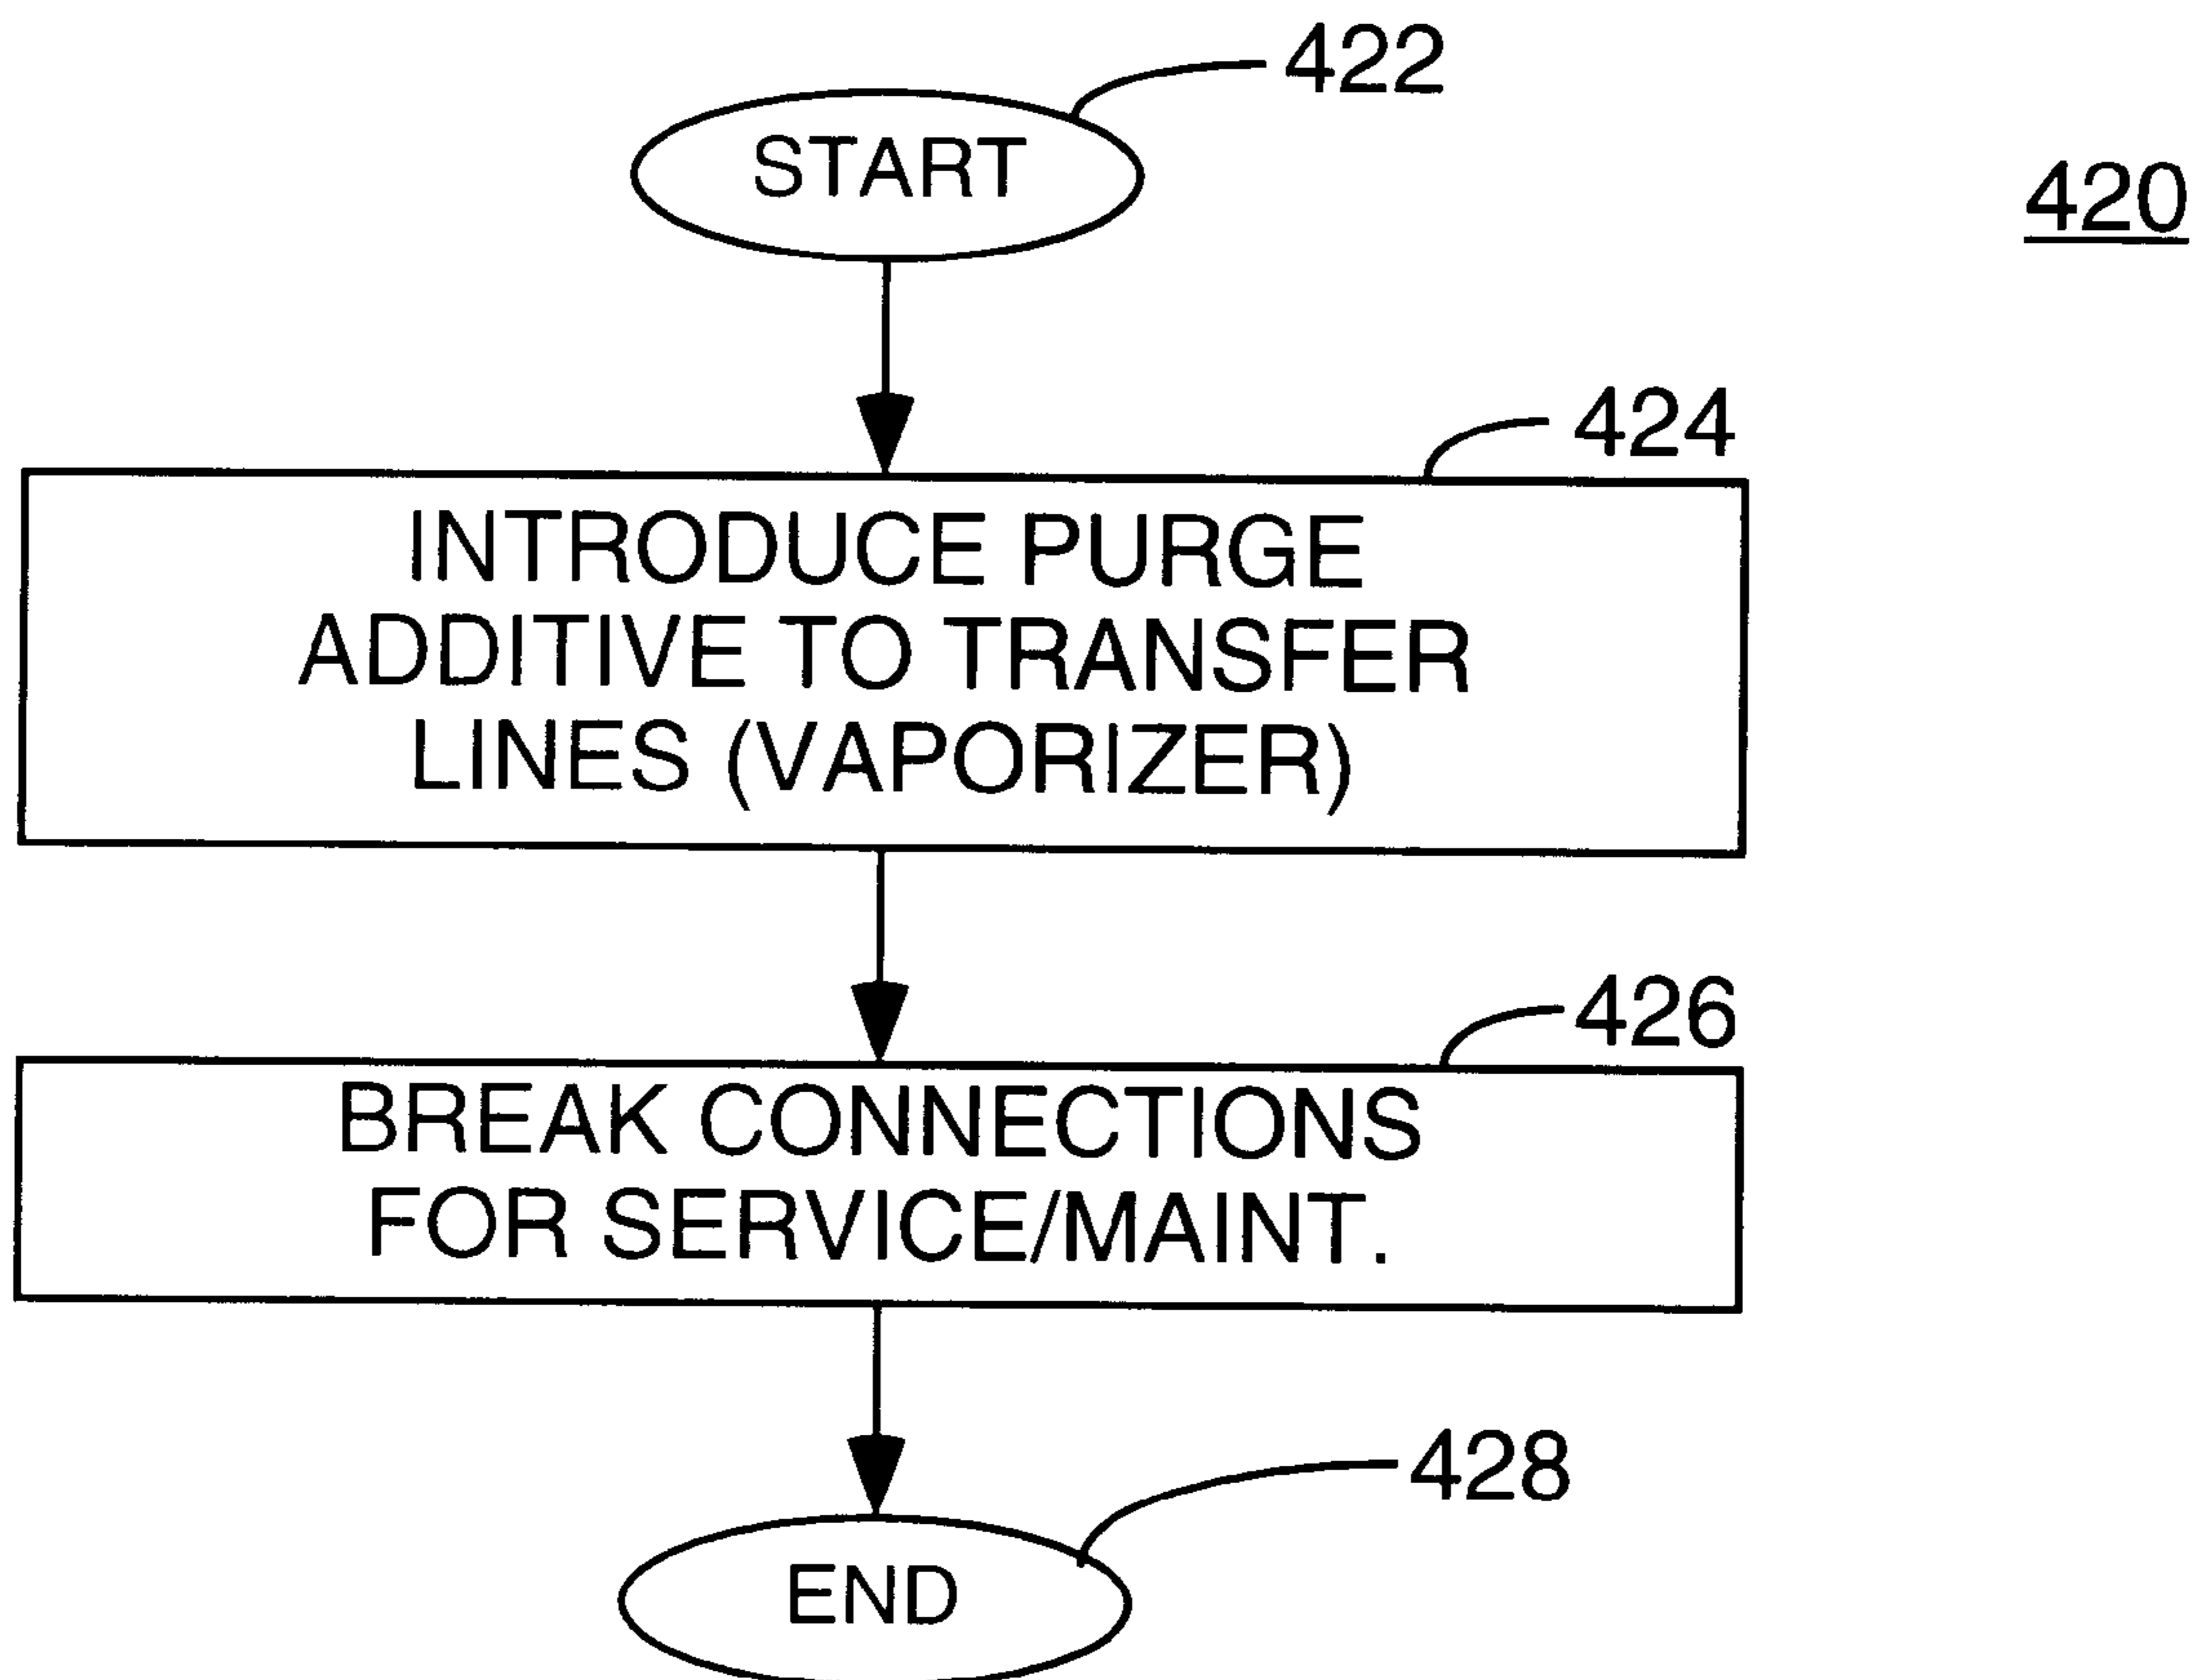 422
START
420
424
INTRODUCE PURGE
ADDITIVE TO TRANSFER
LINES (VAPORIZER)
426
BREAK CONNECTIONS
FOR SERVICE/MAINT.
428
END